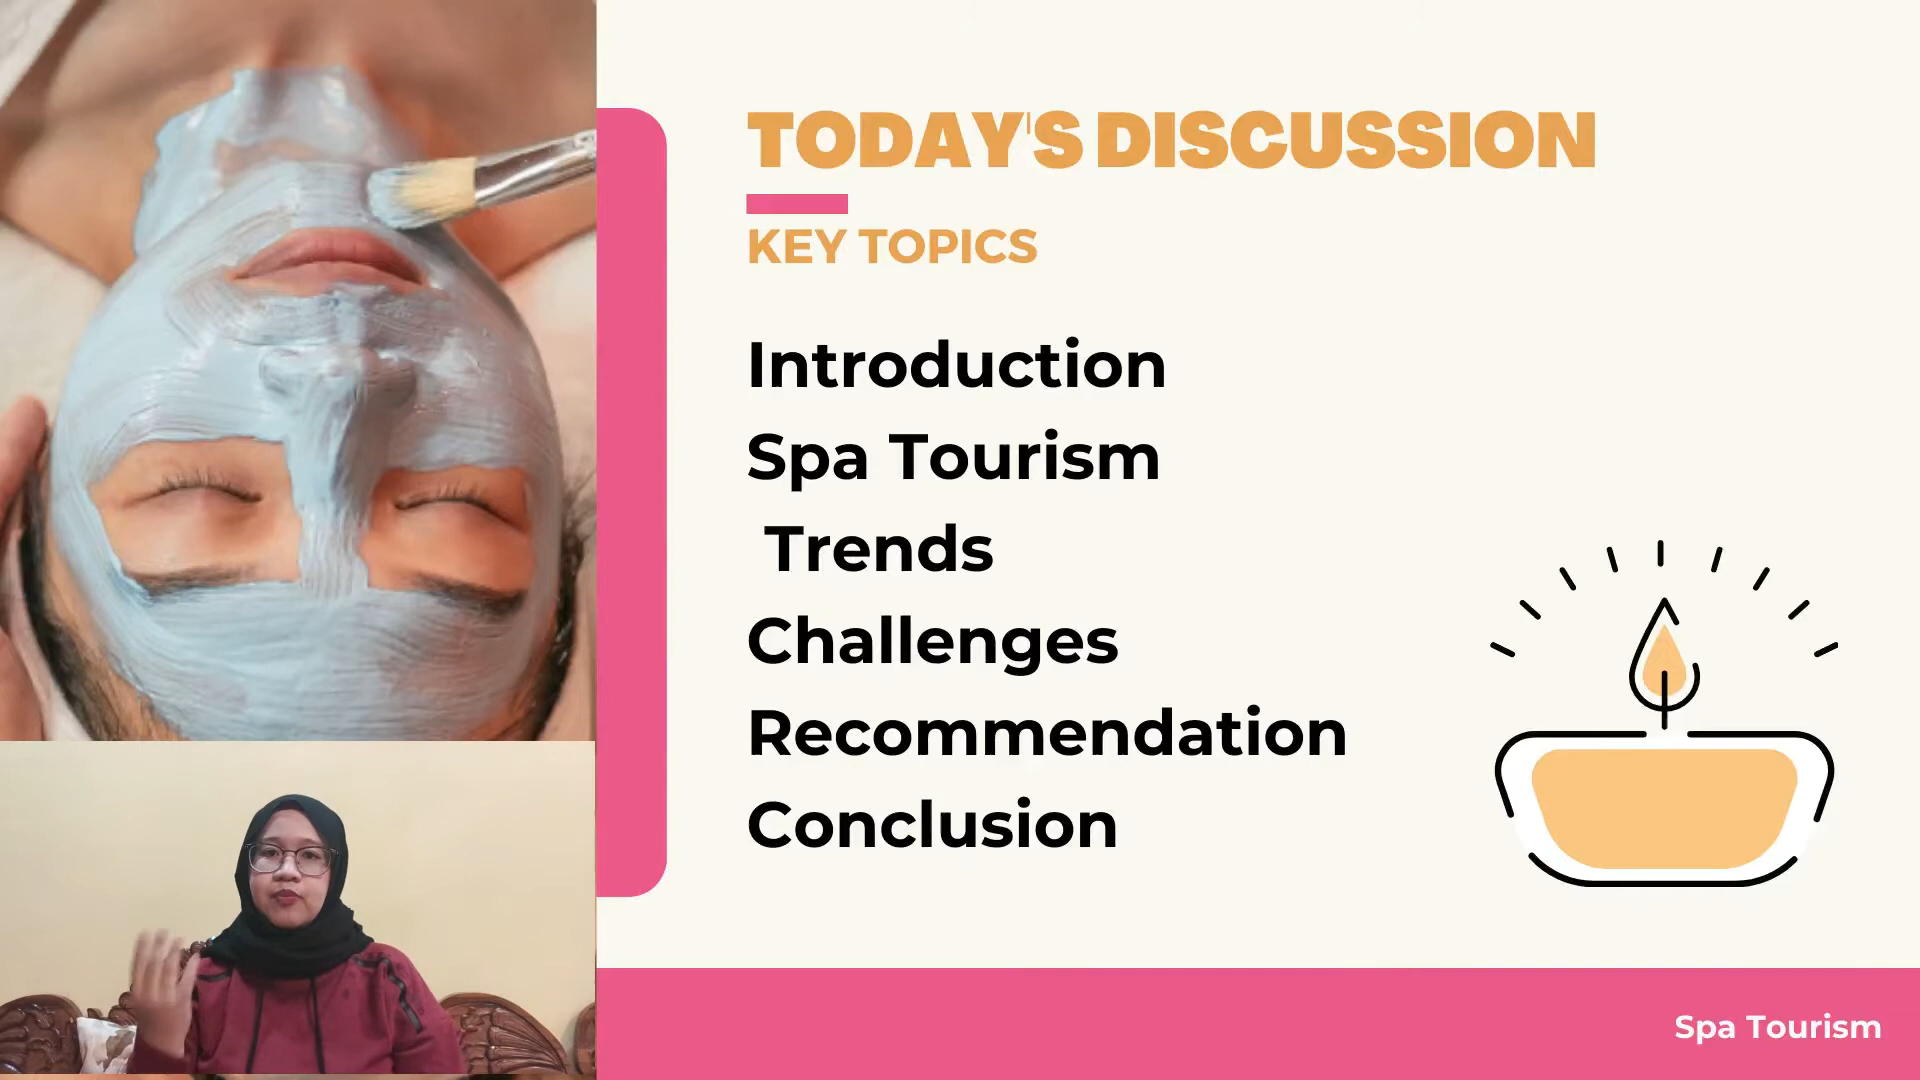 TODAY'S DISCUSSION
KEY TOPICS
Introduction
Spa Tourism
Trends
Challenges
Recommendation
Conclusion
Spa Tourism